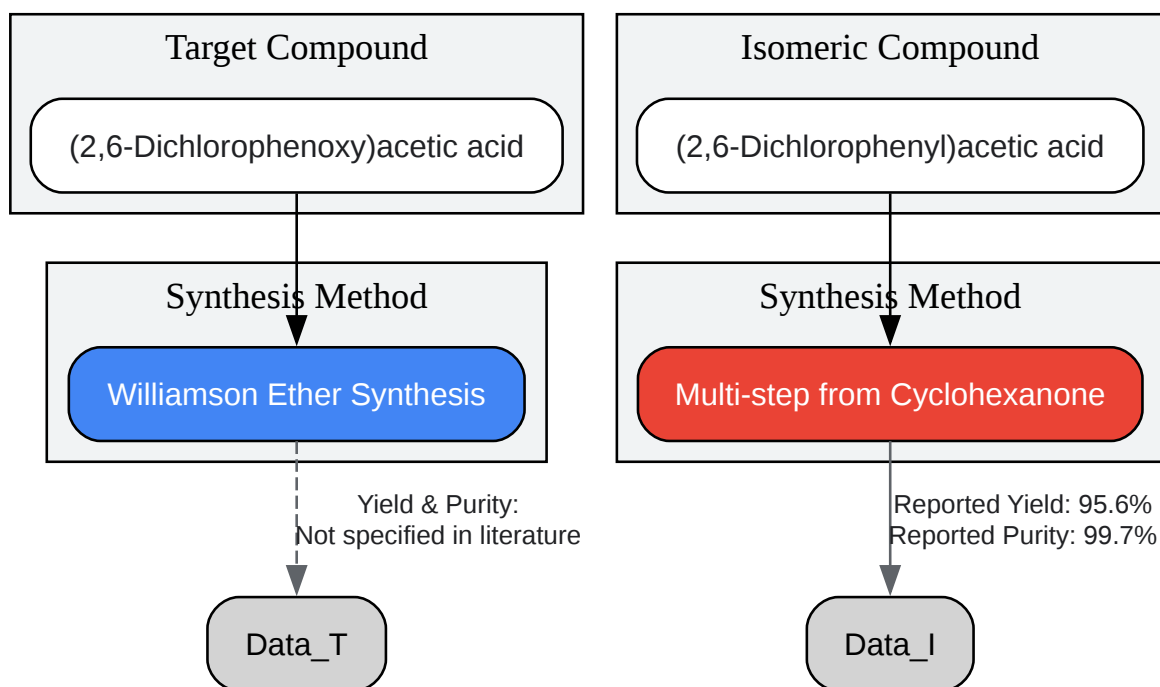 Target Compound
(2,6-Dichlorophenoxy)acetic acid
Synthesis Method
Williamson Ether Synthesis
Yield & Purity:
Not specified in literature
Data_T
Isomeric Compound
(2,6-Dichlorophenyl)acetic acid
Synthesis Method
Multi-step from Cyclohexanone
Reported Yield: 95.6%
Reported Purity: 99.7%
Data_I